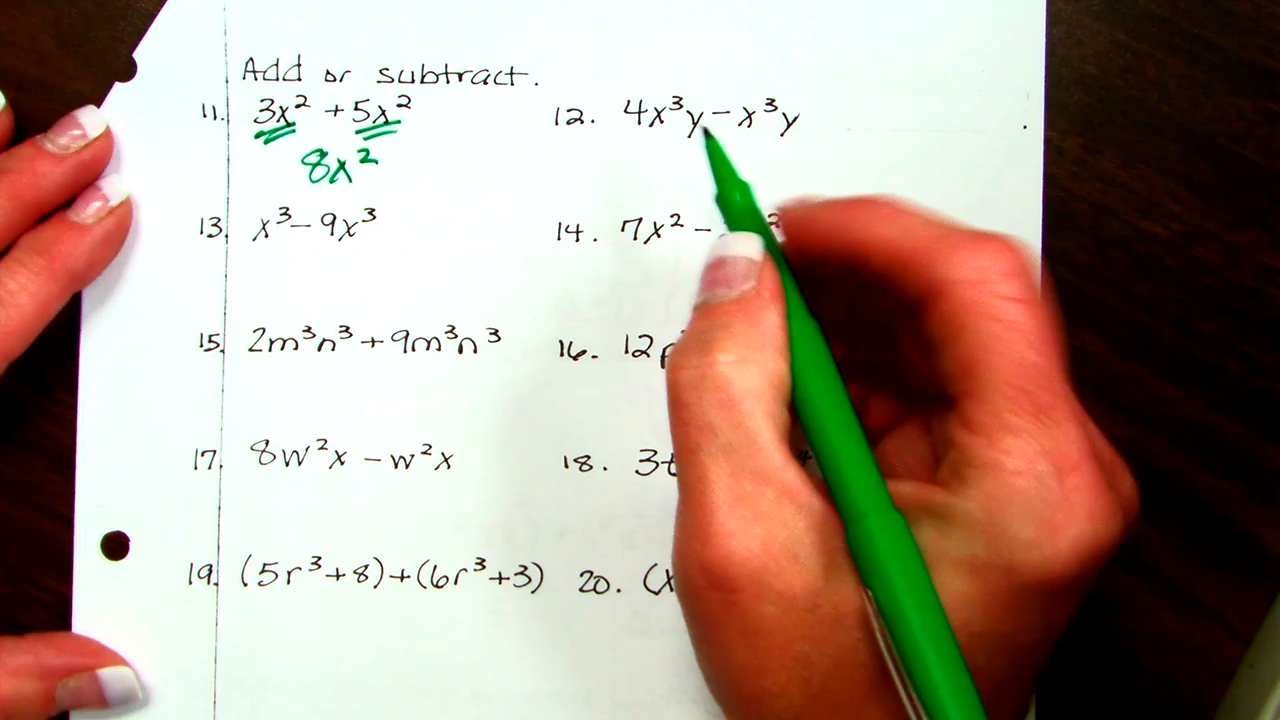 Add or subtract.
11. 3x² + 5x² 12. 4x³y − x³y
8x²
13. x³ − 9x³ 14. 7x² −
15. 2m³n³ + 9m³n³ 16. 12
17. 8w²x − w²x 18. 3t
19. (5r³+8)+(6r³+3) 20. (x